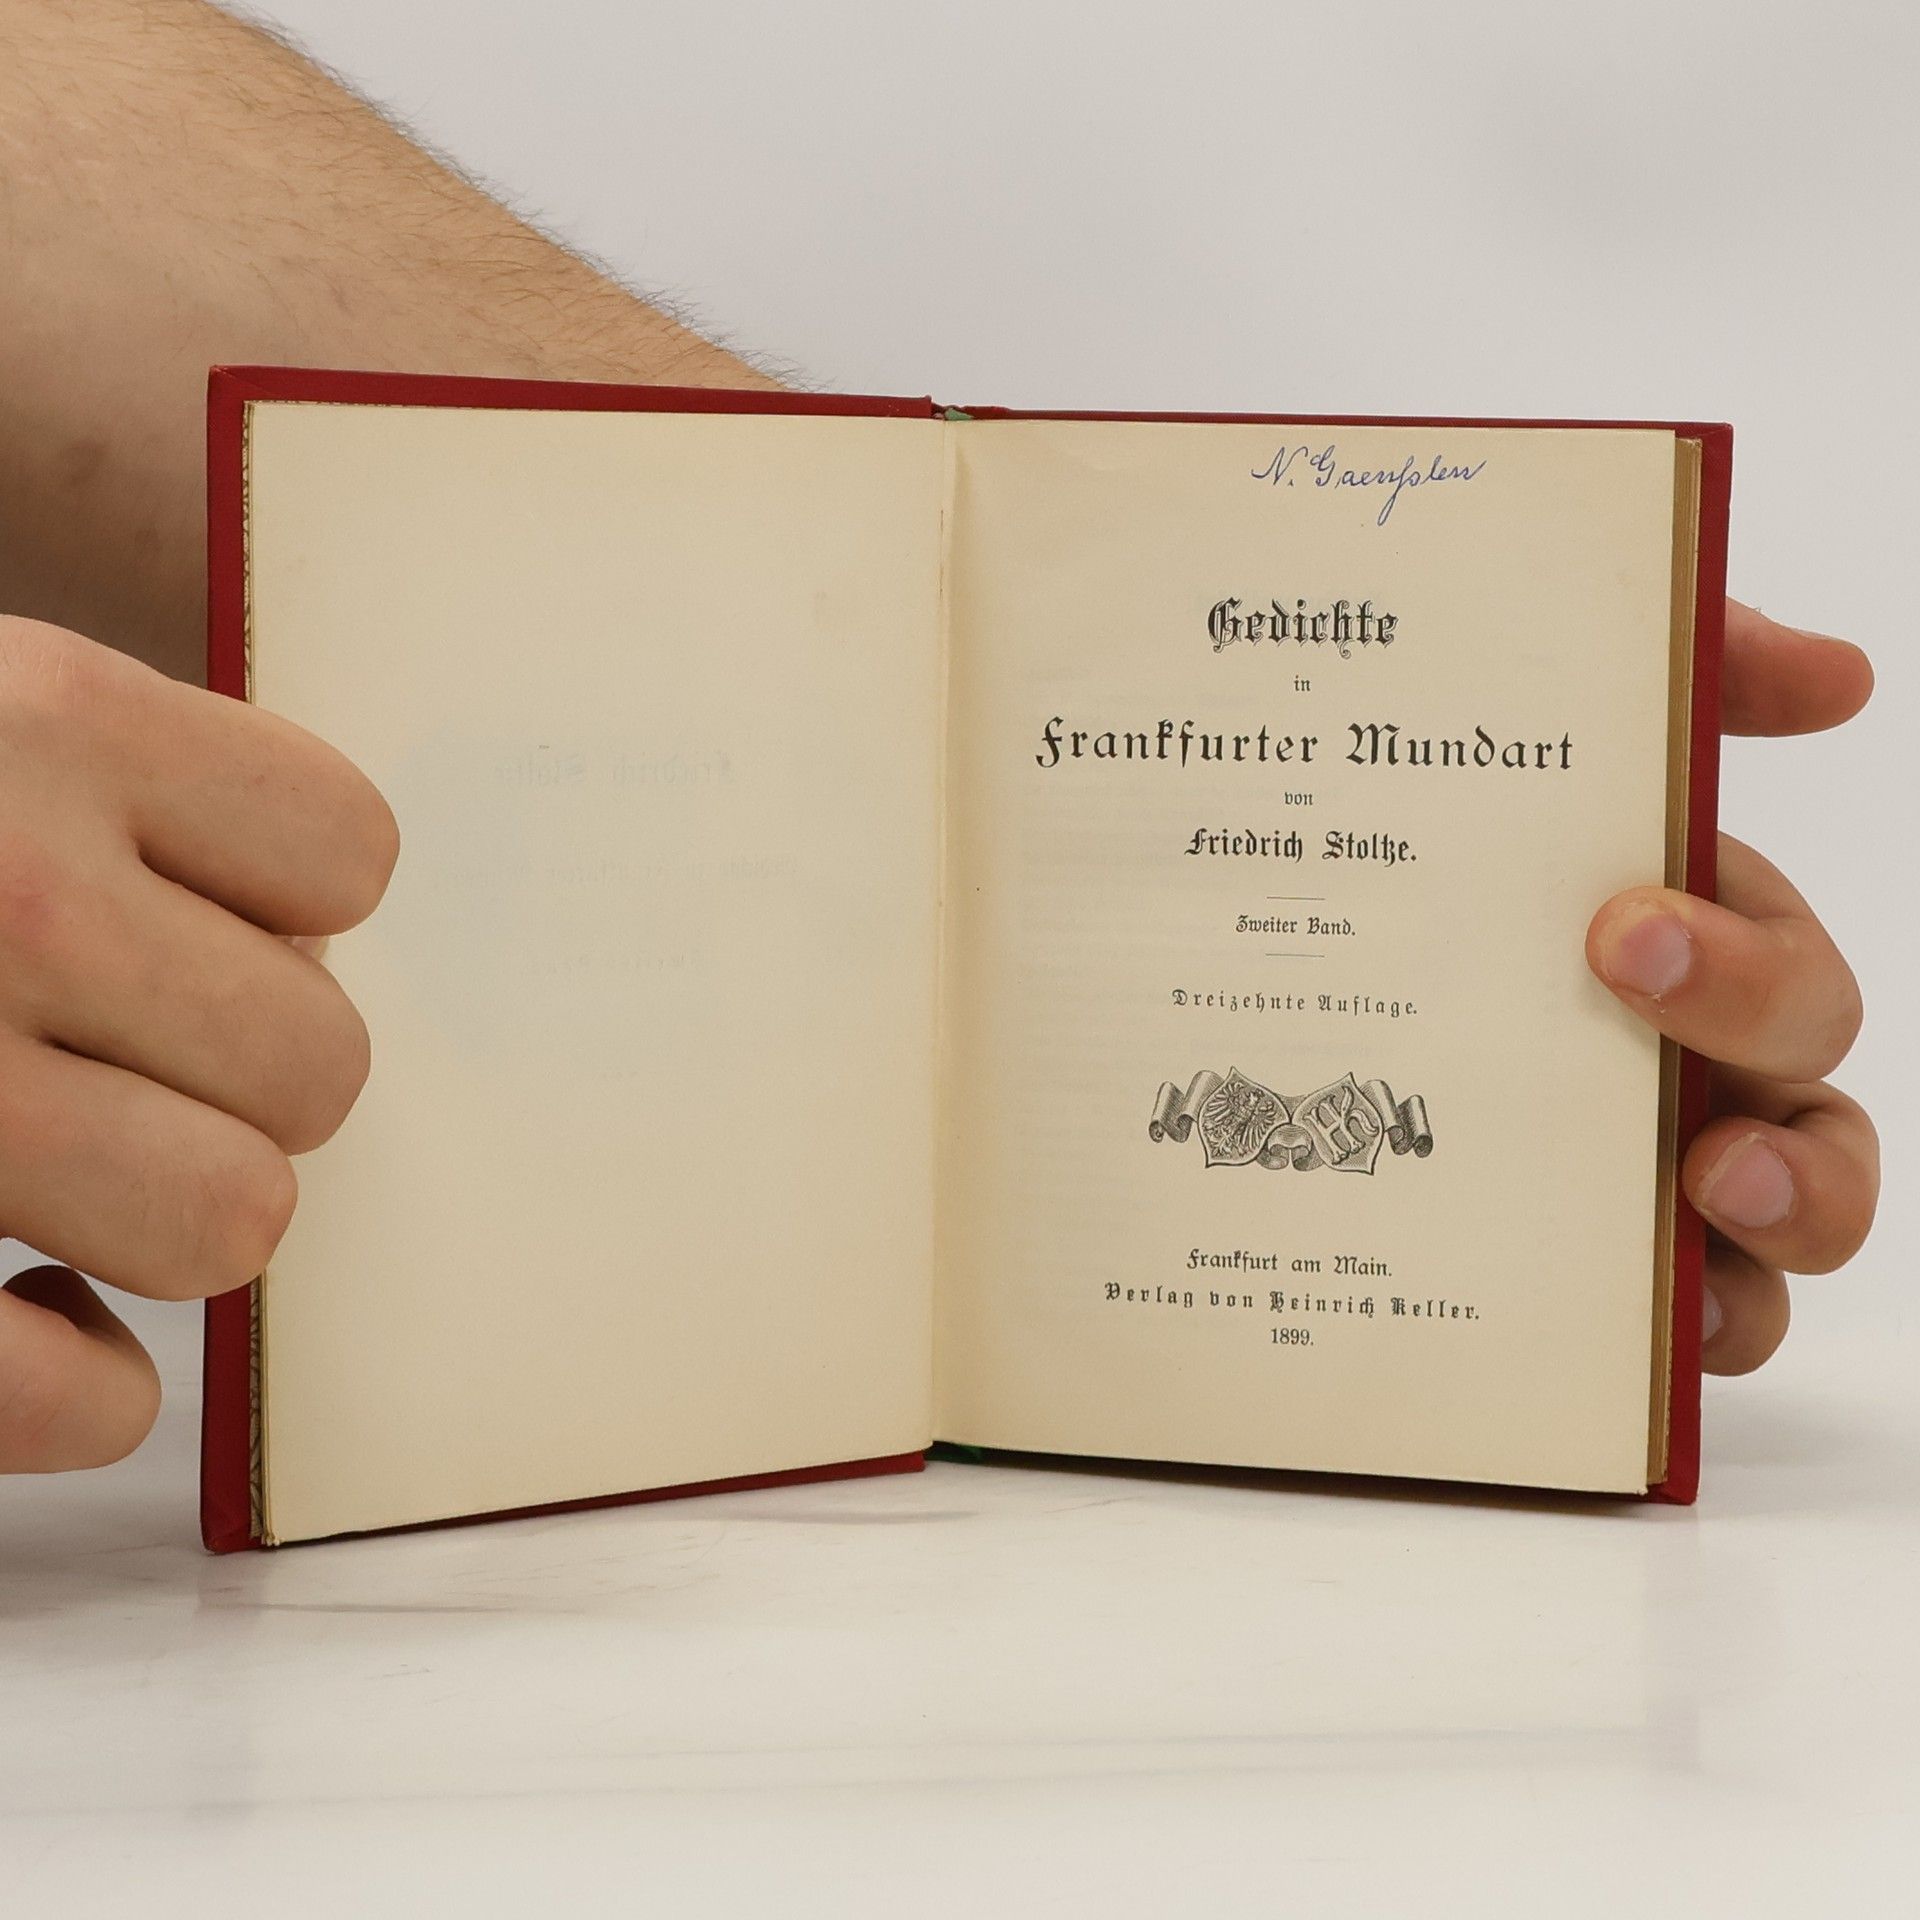 N. Gaensslen
Gedichte
in
Frankfurter Mundart
von
Friedrich Stoltze.
Zweiter Band.
Dreizehnte Auflage.
HK
Frankfurt am Main.
Verlag von Heinrich Keller.
1899.